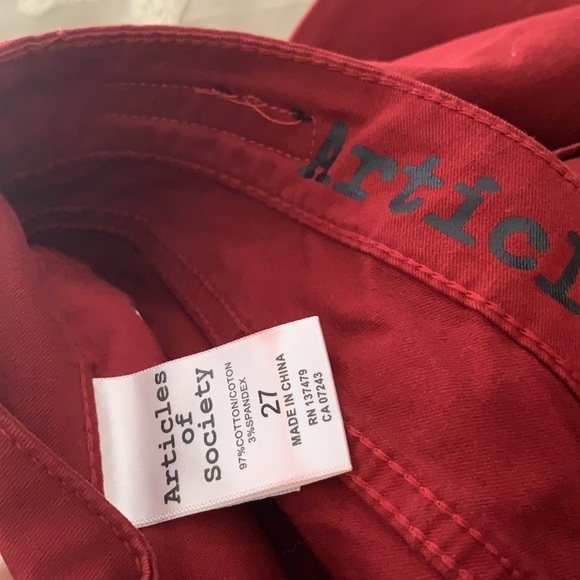 Articl
Articles
of
Society
97%COTTON/COTON
3%SPANDEX
27
MADE IN CHINA
RN 137479
CA 07243